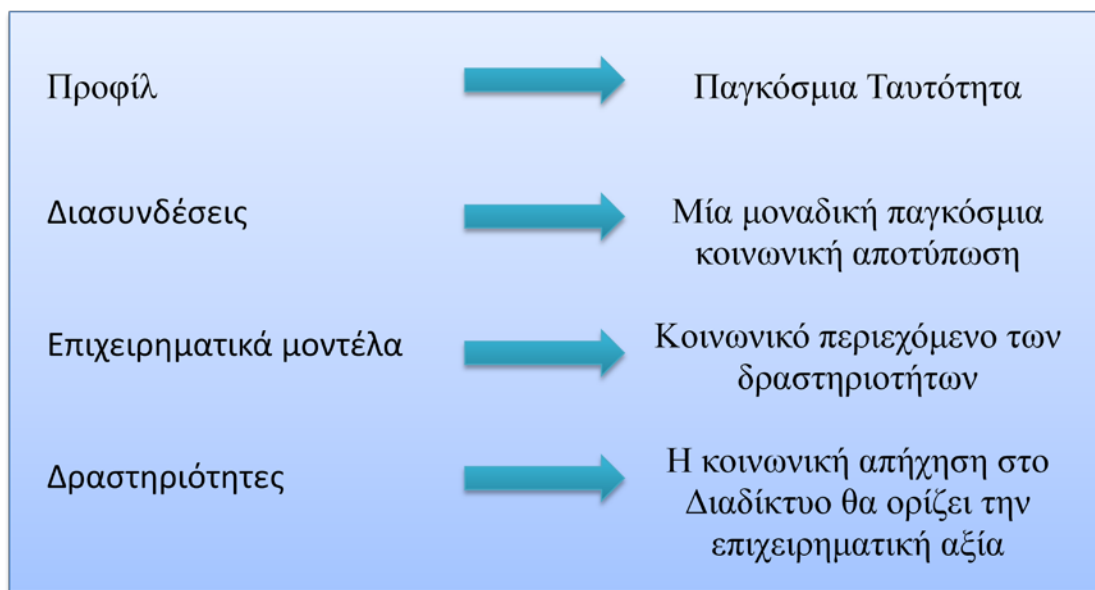 Προφίλ
Παγκόσμια Ταυτότητα
Διασυνδέσεις
Μία μοναδική παγκόσμια
κοινωνική αποτύπωση
Επιχειρηματικά μοντέλα
Κοινωνικό περιεχόμενο των
δραστηριοτήτων
Δραστηριότητες
Η κοινωνική απήχηση στο
Διαδίκτυο θα ορίζει την
επιχειρηματική αξία